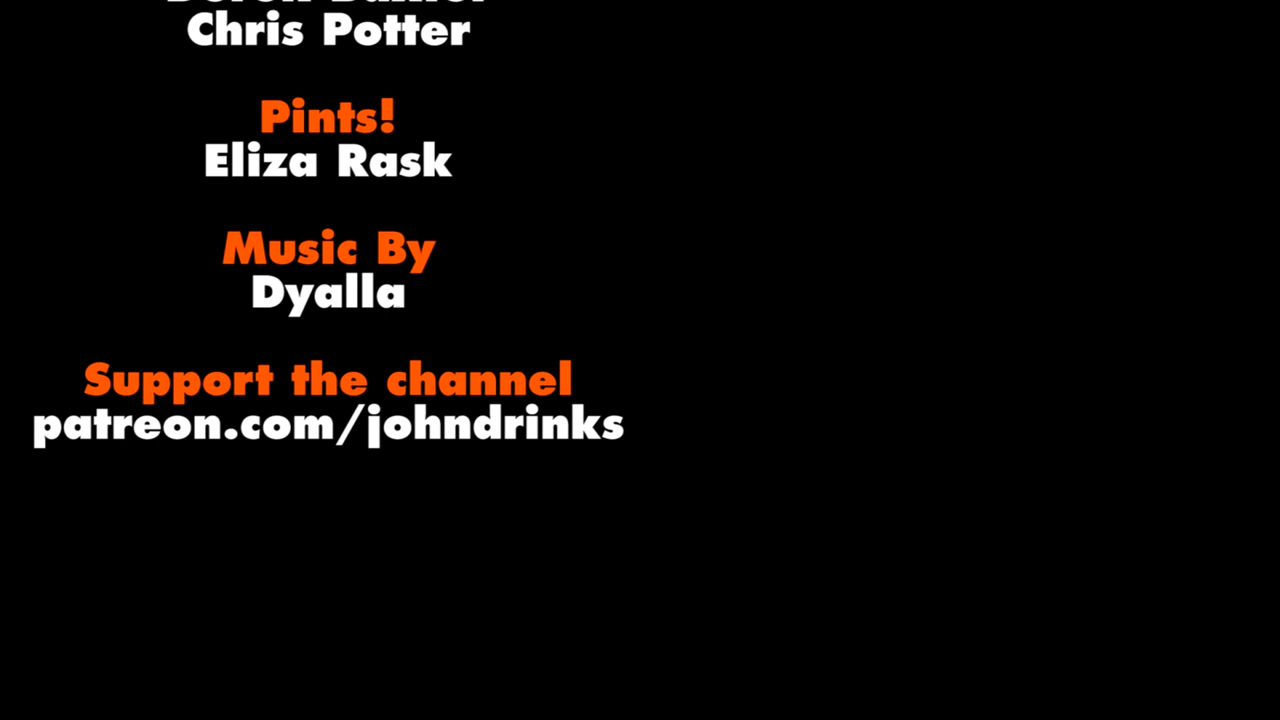 Chris Potter
Pints!
Eliza Rask
Music By
Dyalla
Support the channel
patreon.com/johndrinks